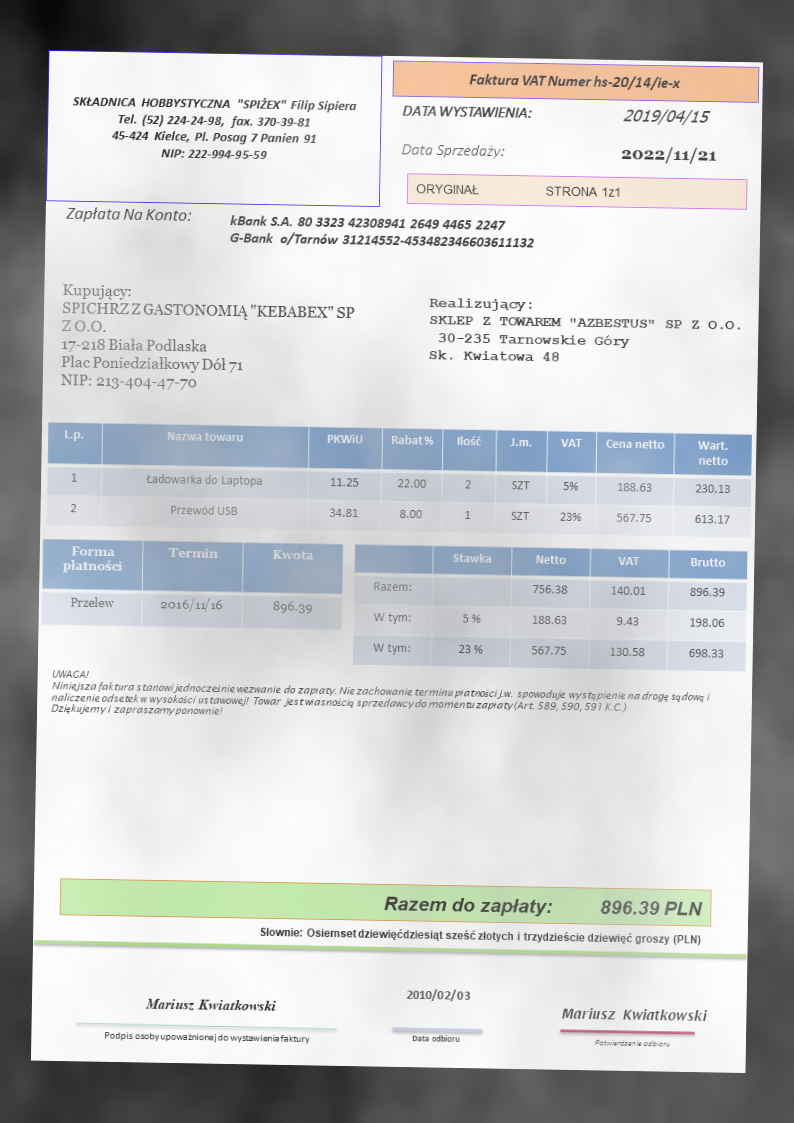 SKŁADNICA HOBBYSTYCZNA "SPIŻEX" Filip Sipiera
Tel. (52) 224-24-98, fax. 370-39-81
45-424 Kielce, Pl. Posag 7 Panien 91
NIP: 222-994-95-59
Faktura VAT Numer hs-20/14/ie-x
DATA WYSTAWIENIA: 2019/04/15
Data Sprzedaży: 2022/11/21
ORYGINAŁ STRONA 1z1
Zapłata Na Konto: kBank S.A. 80 3323 42308941 2649 4465 2247
G-Bank o/Tarnów 31214552-453482346603611132
Kupujący:
SPICHRZ Z GASTONOMIĄ "KEBABEX" SP
Z O.O.
17-218 Biała Podlaska
Plac Poniedziałkowy Dół 71
NIP: 213-404-47-70
Realizujący:
SKLEP Z TOWAREM "AZBESTUS" SP Z O.O.
30-235 Tarnowskie Góry
Sk. Kwiatowa 48
L.p. Nazwa towaru PKWiU Rabat % Ilość J.m. VAT Cena netto Wart. netto
1 Ładowarka do Laptopa 11.25 22.00 2 SZT 5% 188.63 230.13
2 Przewód USB 34.81 8.00 1 SZT 23% 567.75 613.17
Forma płatności Termin Kwota
Przelew 2016/11/16 896.39
Stawka Netto VAT Brutto
Razem: 756.38 140.01 896.39
W tym: 5 % 188.63 9.43 198.06
W tym: 23 % 567.75 130.58 698.33
UWAGA!
Niniejsza faktura stanowi jednocześnie wezwanie do zapłaty. Nie zachowanie terminu płatności j.w. spowoduje wystąpienie na drogę sądową i
naliczenie odsetek w wysokości ustawowej! Towar jest własnością sprzedawcy do momentu zapłaty (Art. 589, 590, 591 K.C.)
Dziękujemy i zapraszamy ponownie!
Razem do zapłaty: 896.39 PLN
Słownie: Osiemset dziewięćdziesiąt sześć złotych i trzydzieście dziewięć groszy (PLN)
Mariusz Kwiatkowski
Podpis osoby upoważnionej do wystawienia faktury
2010/02/03
Data odbioru
Mariusz Kwiatkowski
Potwierdzenie odbioru